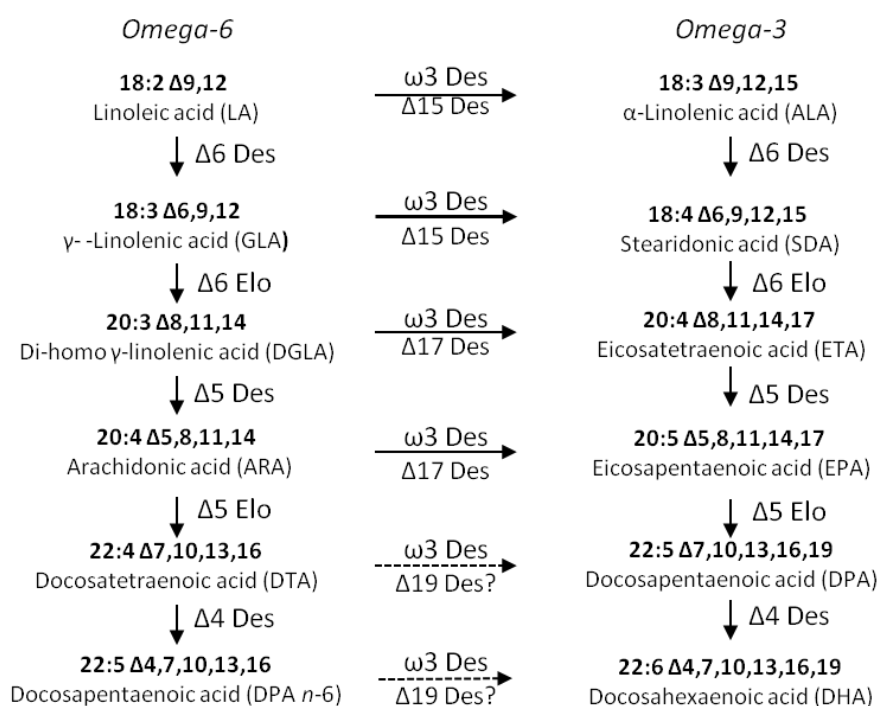 Omega-6
Omega-3
18:2 Δ9,12
Linoleic acid (LA)
ω3 Des
Δ15 Des
18:3 Δ9,12,15
α-Linolenic acid (ALA)
Δ6 Des
Δ6 Des
18:3 Δ6,9,12
γ- -Linolenic acid (GLA)
ω3 Des
Δ15 Des
18:4 Δ6,9,12,15
Stearidonic acid (SDA)
Δ6 Elo
Δ6 Elo
20:3 Δ8,11,14
Di-homo γ-linolenic acid (DGLA)
ω3 Des
Δ17 Des
20:4 Δ8,11,14,17
Eicosatetraenoic acid (ETA)
Δ5 Des
Δ5 Des
20:4 Δ5,8,11,14
Arachidonic acid (ARA)
ω3 Des
Δ17 Des
20:5 Δ5,8,11,14,17
Eicosapentaenoic acid (EPA)
Δ5 Elo
Δ5 Elo
22:4 Δ7,10,13,16
Docosatetraenoic acid (DTA)
ω3 Des
Δ19 Des?
22:5 Δ7,10,13,16,19
Docosapentaenoic acid (DPA)
Δ4 Des
Δ4 Des
22:5 Δ4,7,10,13,16
Docosapentaenoic acid (DPA n-6)
ω3 Des
Δ19 Des?
22:6 Δ4,7,10,13,16,19
Docosahexaenoic acid (DHA)